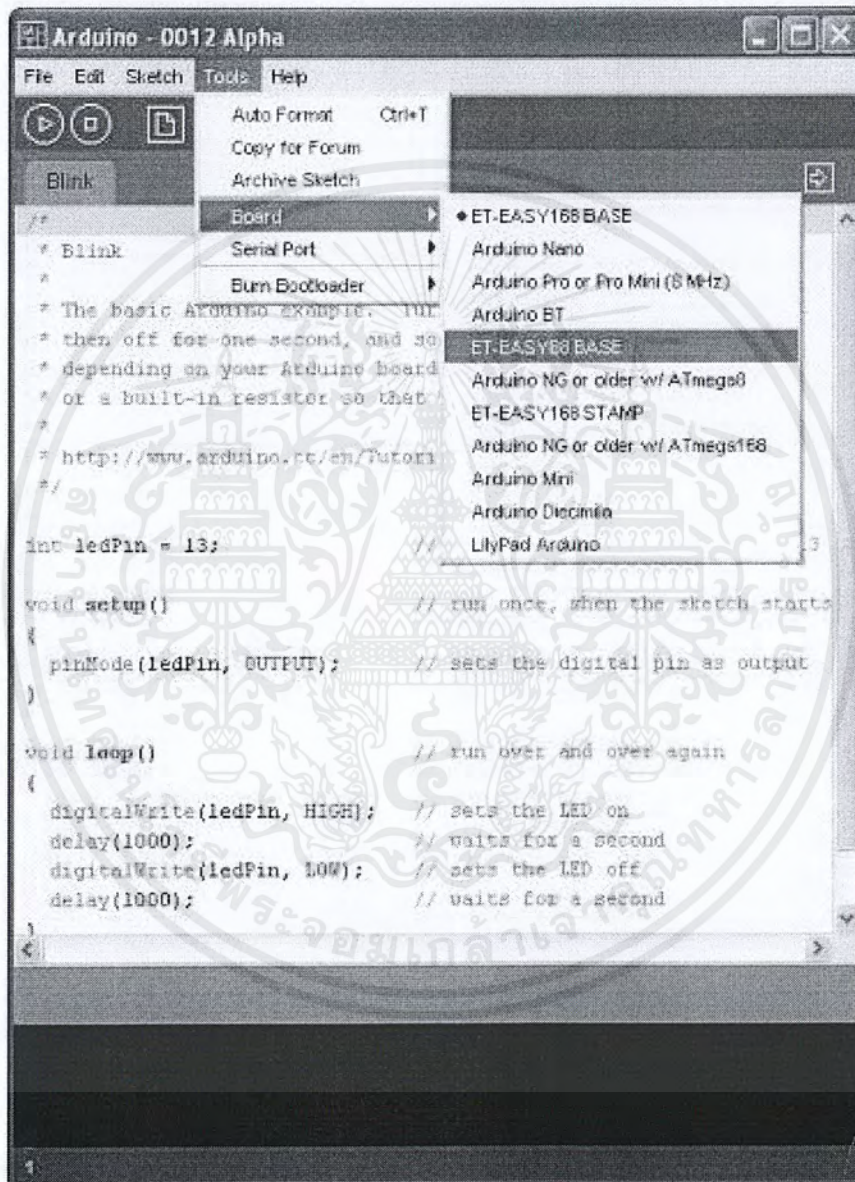 Arduino - 0012 Alpha
File Edit Sketch Tools Help
Auto Format Ctrl+T
Copy for Forum
Archive Sketch
Board
Serial Port
Burn Bootloader
ET-EASY168 BASE
Arduino Nano
Arduino Pro or Pro Mini (8 MHz)
Arduino BT
ET-EASY88 BASE
Arduino NG or older w/ ATmega8
ET-EASY168 STAMP
Arduino NG or older w/ ATmega168
Arduino Mini
Arduino Diecimila
LilyPad Arduino
Blink
/*
* Blink
*
* The basic Arduino example. Tur
* then off for one second, and so
* depending on your Arduino board
* or a built-in resistor so that
*
* http://www.arduino.cc/en/Tutori
*/
int ledPin = 13; // 3
void setup() // run once, when the sketch starts
{
pinMode(ledPin, OUTPUT); // sets the digital pin as output
}
void loop() // run over and over again
{
digitalWrite(ledPin, HIGH); // sets the LED on
delay(1000); // waits for a second
digitalWrite(ledPin, LOW); // sets the LED off
delay(1000); // waits for a second
}
1